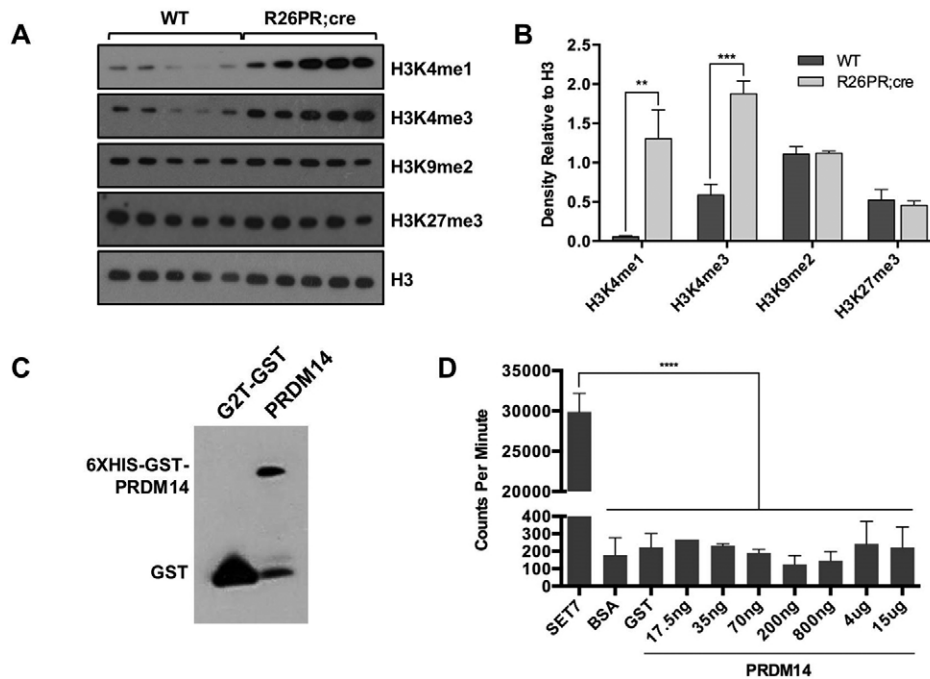 A
WT
R26PR;cre
H3K4me1
H3K4me3
H3K9me2
H3K27me3
H3
B
2.5
2.0
1.5
1.0
0.5
0.0
Density Relative to H3
**
***
WT
R26PR;cre
H3K4me1
H3K4me3
H3K9me2
H3K27me3
C
G2T-GST
PRDM14
6XHIS-GST-
PRDM14
GST
D
35000
30000
25000
20000
400
300
200
100
0
Counts Per Minute
****
SET7
BSA
GST
17.5ng
35ng
70ng
200ng
800ng
4ug
15ug
PRDM14